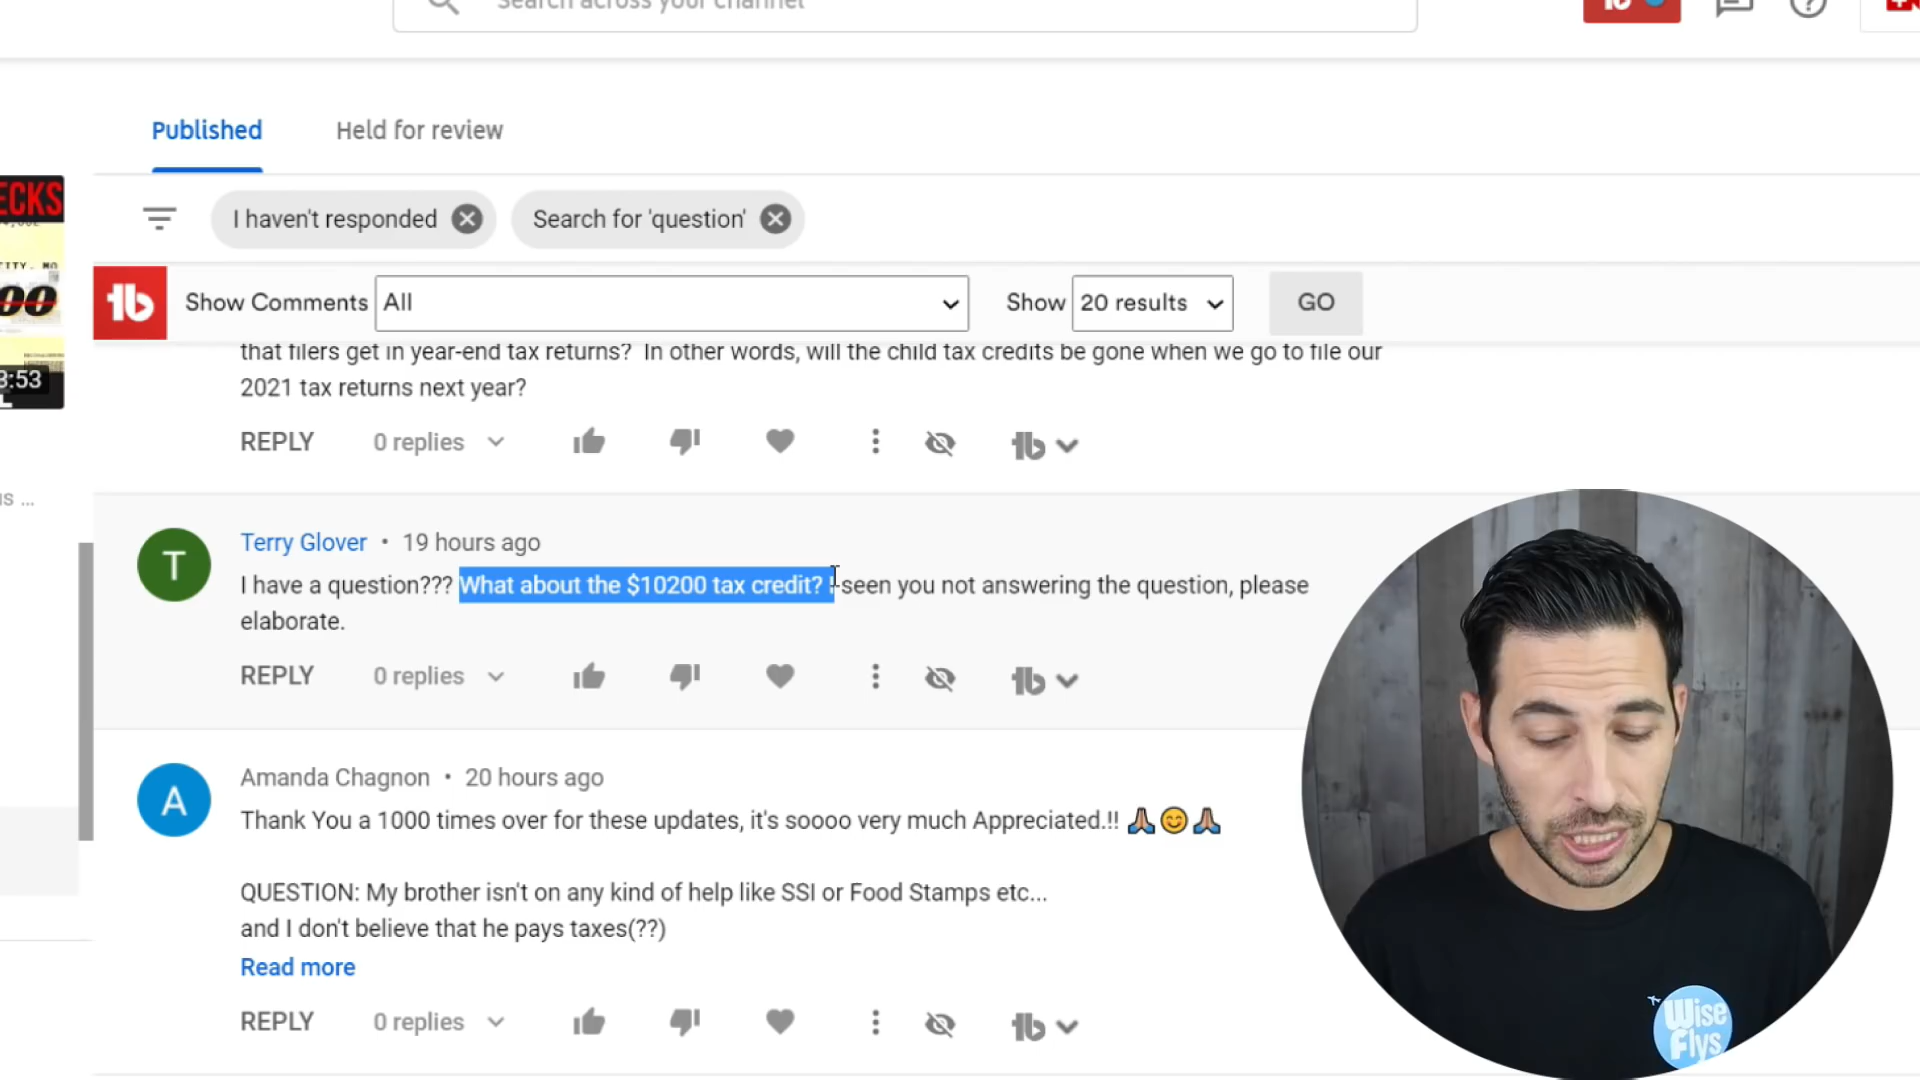 Search across your channel
Published
Held for review
ECKS
I haven't responded
Search for 'question'
Show Comments
All
Show
20 results
GO
3:53
that filers get in year-end tax returns? In other words, will the child tax credits be gone when we go to file our
2021 tax returns next year?
REPLY
0 replies
Terry Glover • 19 hours ago
T
I have a question??? What about the $10200 tax credit? I seen you not answering the question, please
elaborate.
REPLY
0 replies
Amanda Chagnon • 20 hours ago
A
Thank You a 1000 times over for these updates, it's soooo very much Appreciated.!! 🙏🏽😊🙏🏽
QUESTION: My brother isn't on any kind of help like SSI or Food Stamps etc...
and I don't believe that he pays taxes(??)
Read more
REPLY
0 replies
Wise
Flys